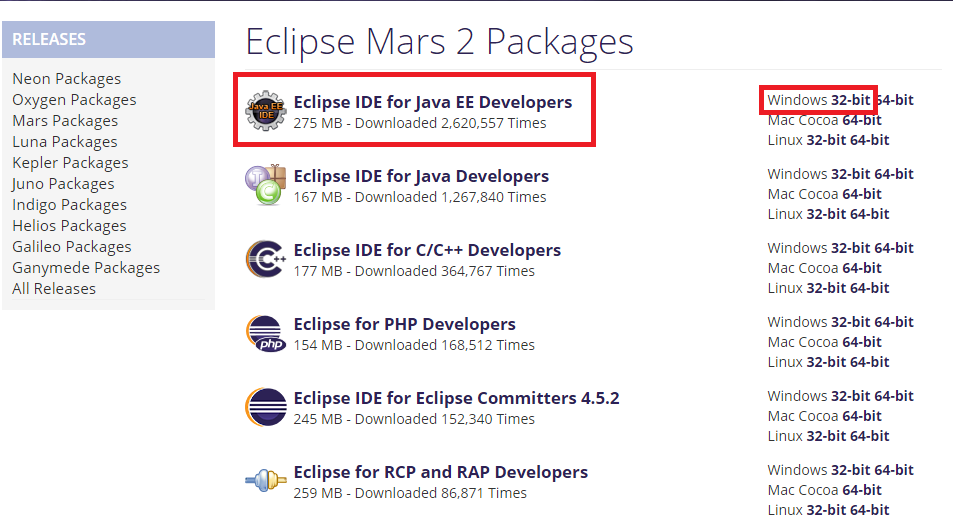 RELEASES
Neon Packages
Oxygen Packages
Mars Packages
Luna Packages
Kepler Packages
Juno Packages
Indigo Packages
Helios Packages
Galileo Packages
Ganymede Packages
All Releases
Eclipse Mars 2 Packages
Java EE
IDE
Eclipse IDE for Java EE Developers
275 MB - Downloaded 2,620,557 Times
Windows 32-bit 64-bit
Mac Cocoa 64-bit
Linux 32-bit 64-bit
J
C
Eclipse IDE for Java Developers
167 MB - Downloaded 1,267,840 Times
Windows 32-bit 64-bit
Mac Cocoa 64-bit
Linux 32-bit 64-bit
C++
Eclipse IDE for C/C++ Developers
177 MB - Downloaded 364,767 Times
Windows 32-bit 64-bit
Mac Cocoa 64-bit
Linux 32-bit 64-bit
php
Eclipse for PHP Developers
154 MB - Downloaded 168,512 Times
Windows 32-bit 64-bit
Mac Cocoa 64-bit
Linux 32-bit 64-bit
Eclipse IDE for Eclipse Committers 4.5.2
245 MB - Downloaded 152,340 Times
Windows 32-bit 64-bit
Mac Cocoa 64-bit
Linux 32-bit 64-bit
Eclipse for RCP and RAP Developers
259 MB - Downloaded 86,871 Times
Windows 32-bit 64-bit
Mac Cocoa 64-bit
Linux 32-bit 64-bit